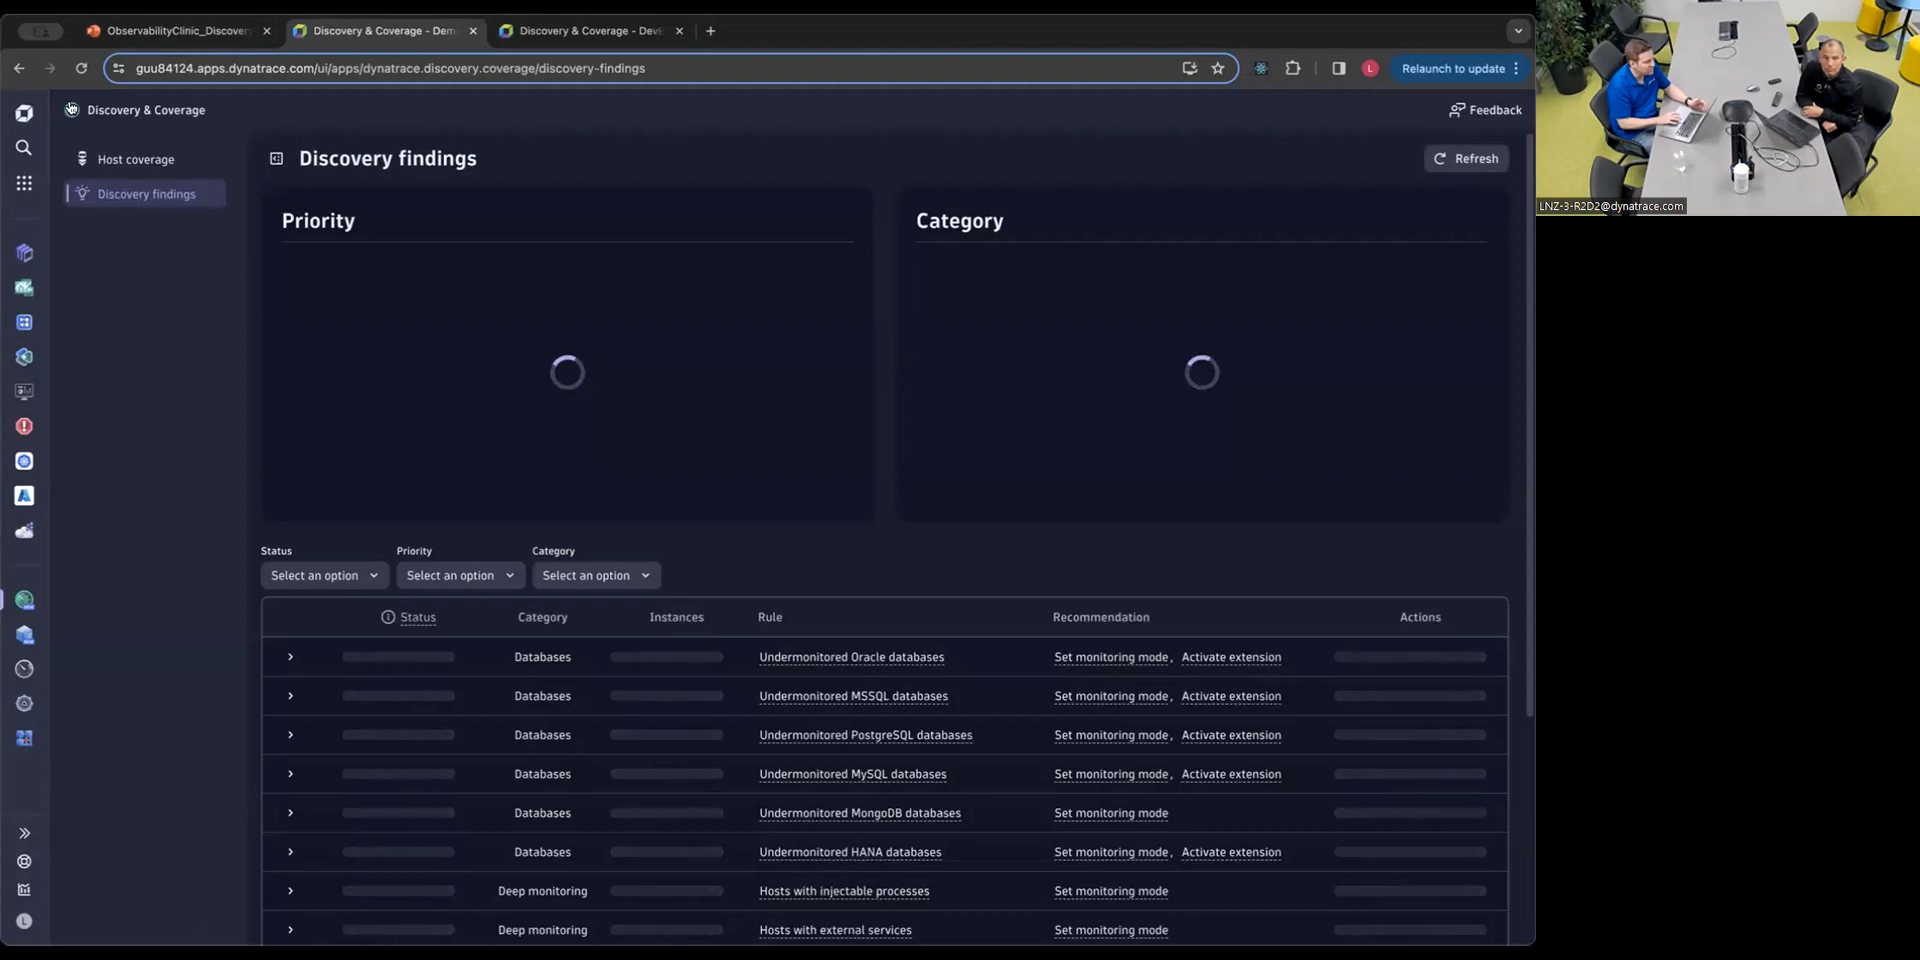 ObservabilityClinic_Discover
Discovery & Coverage - Dem
Discovery & Coverage - DevE
guu84124.apps.dynatrace.com/ui/apps/dynatrace.discovery.coverage/discovery-findings
L
Relaunch to update
Discovery & Coverage
Feedback
Host coverage
Discovery findings
Discovery findings
Refresh
Priority
Category
LNZ-3-R2D2@dynatrace.com
Status
Priority
Category
Select an option
Select an option
Select an option
Status Category Instances Rule Recommendation Actions
Databases Undermonitored Oracle databases Set monitoring mode, Activate extension
Databases Undermonitored MSSQL databases Set monitoring mode, Activate extension
Databases Undermonitored PostgreSQL databases Set monitoring mode, Activate extension
Databases Undermonitored MySQL databases Set monitoring mode, Activate extension
Databases Undermonitored MongoDB databases Set monitoring mode
Databases Undermonitored HANA databases Set monitoring mode, Activate extension
Deep monitoring Hosts with injectable processes Set monitoring mode
Deep monitoring Hosts with external services Set monitoring mode
L